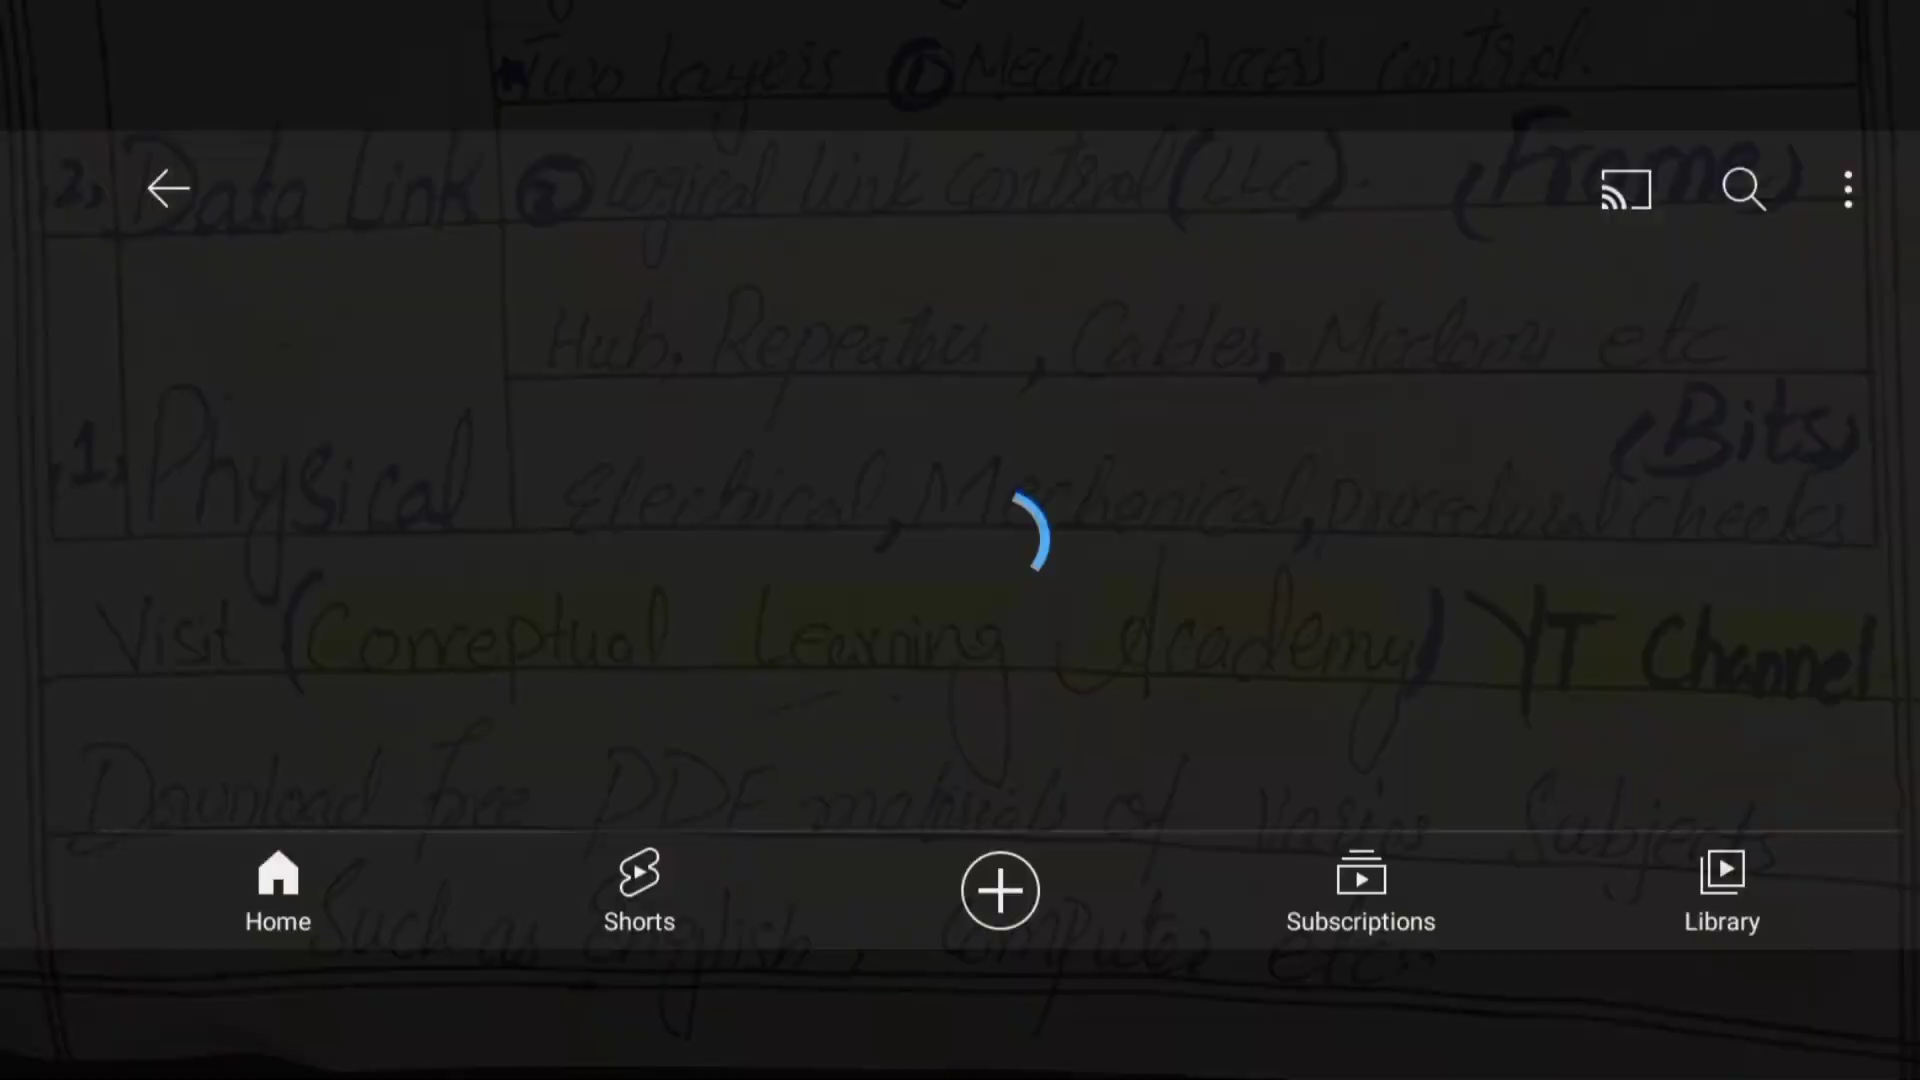 Two layers ① Media Access Control.
2, Data Link ② Logical link control (LLC). (Frame)
Hub, Repeaters, Cables, Modems etc
(Bits)
1, Physical Electrical, Mechanical, Procedural checks
Visit (Conceptual Learning Academy) YT Channel
Download free PDF materials of Various Subjects
Home Shorts Subscriptions Library
Such as English, Computer etc